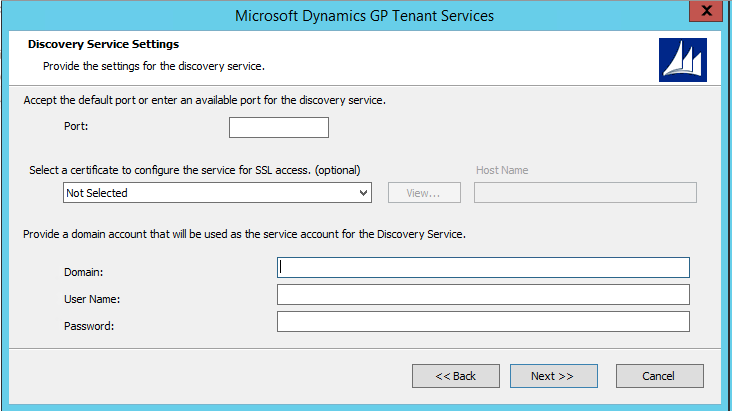 Microsoft Dynamics GP Tenant Services
x
Discovery Service Settings
Provide the settings for the discovery service.
Accept the default port or enter an available port for the discovery service.
Port:
Select a certificate to configure the service for SSL access. (optional)
Host Name
Not Selected
View...
Provide a domain account that will be used as the service account for the Discovery Service.
Domain:
User Name:
Password:
<< Back
Next >>
Cancel